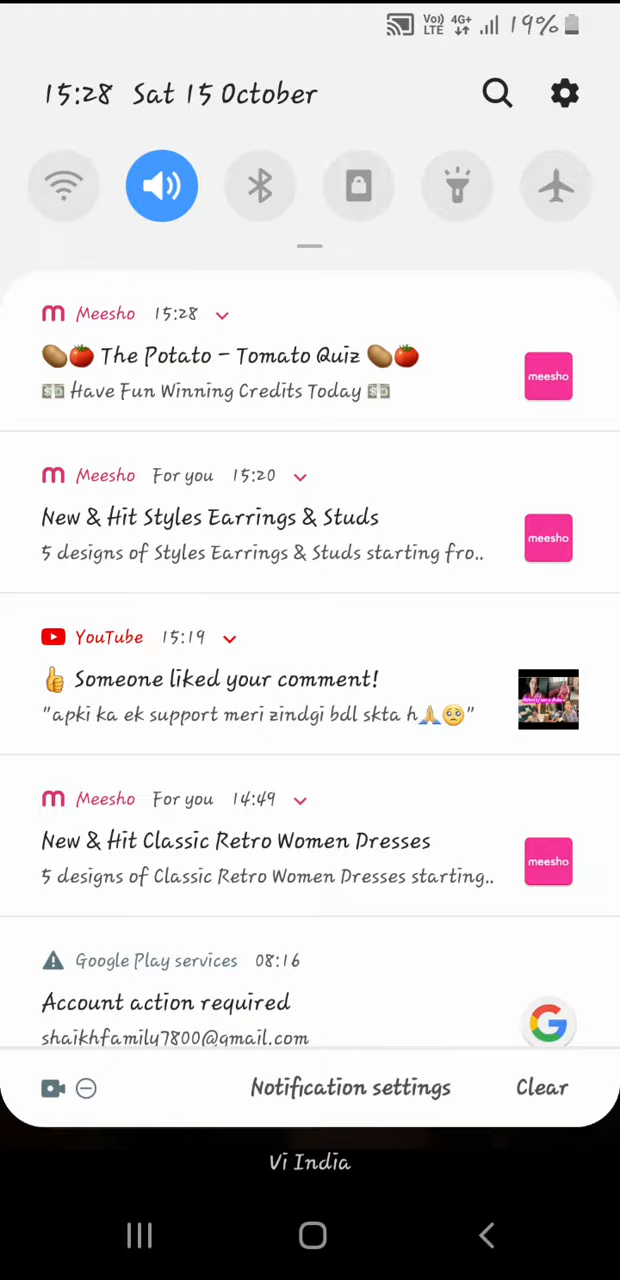 Vo)) LTE 4G+ 19%
15:28 Sat 15 October
Meesho 15:28
🥔🍅 The Potato - Tomato Quiz 🥔🍅
💵 Have Fun Winning Credits Today 💵
meesho
Meesho For you 15:20
New & Hit Styles Earrings & Studs
5 designs of Styles Earrings & Studs starting fro..
meesho
YouTube 15:19
👍 Someone liked your comment!
"apki ka ek support meri zindgi bdl skta h🙏🥺"
Meesho For you 14:49
New & Hit Classic Retro Women Dresses
5 designs of Classic Retro Women Dresses starting..
meesho
Google Play services 08:16
Account action required
shaikhfamily7800@gmail.com
Notification settings Clear
Vi India